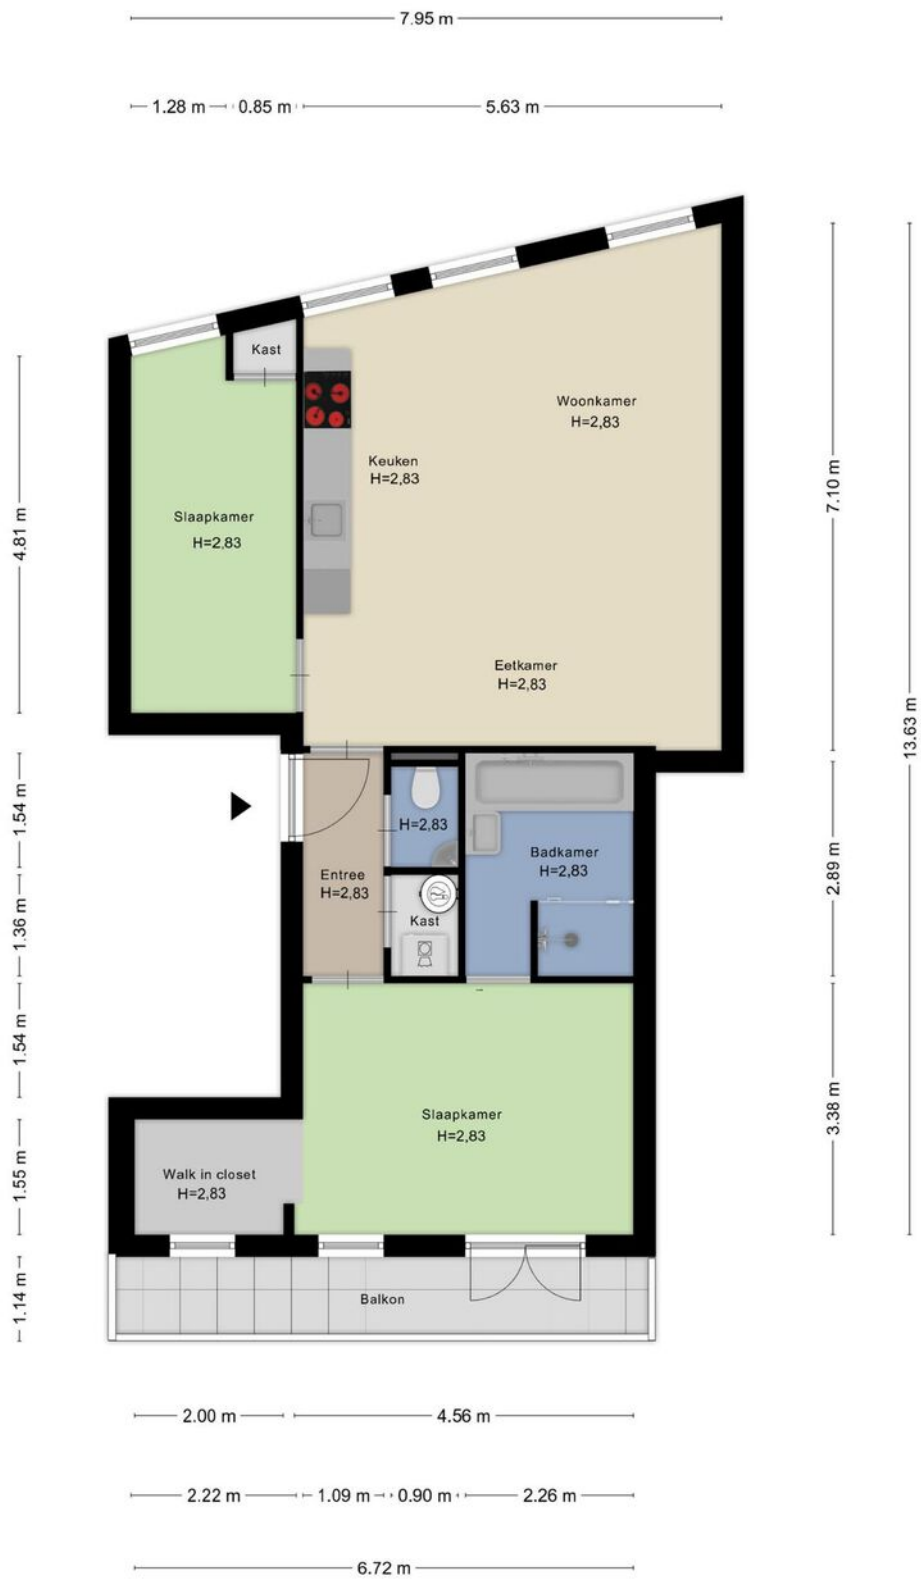 7.95 m
1.28 m
0.85 m
5.63 m
Kast
Woonkamer
H=2,83
Keuken
H=2,83
Slaapkamer
H=2,83
4.81 m
7.10 m
Eetkamer
H=2,83
13.63 m
1.54 m
H=2,83
Badkamer
H=2,83
2.89 m
Entree
H=2,83
Kast
1.36 m
1.54 m
Slaapkamer
H=2,83
3.38 m
Walk in closet
H=2,83
1.55 m
1.14 m
Balkon
2.00 m
4.56 m
2.22 m
1.09 m
0.90 m
2.26 m
6.72 m